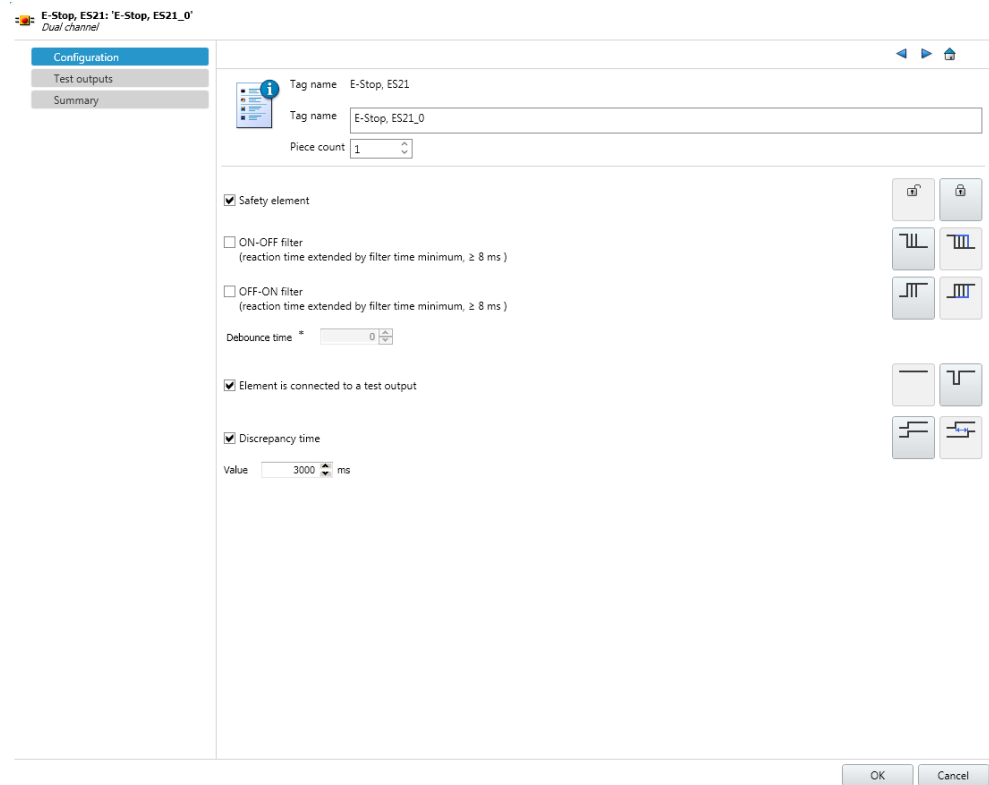 E-Stop, ES21: 'E-Stop, ES21_0'
Dual channel
Configuration
Test outputs
Summary
Tag name E-Stop, ES21
Tag name E-Stop, ES21_0
Piece count 1
Safety element
ON-OFF filter
(reaction time extended by filter time minimum, ≥ 8 ms )
OFF-ON filter
(reaction time extended by filter time minimum, ≥ 8 ms )
Debounce time * 0
Element is connected to a test output
Discrepancy time
Value 3000 ms
OK Cancel